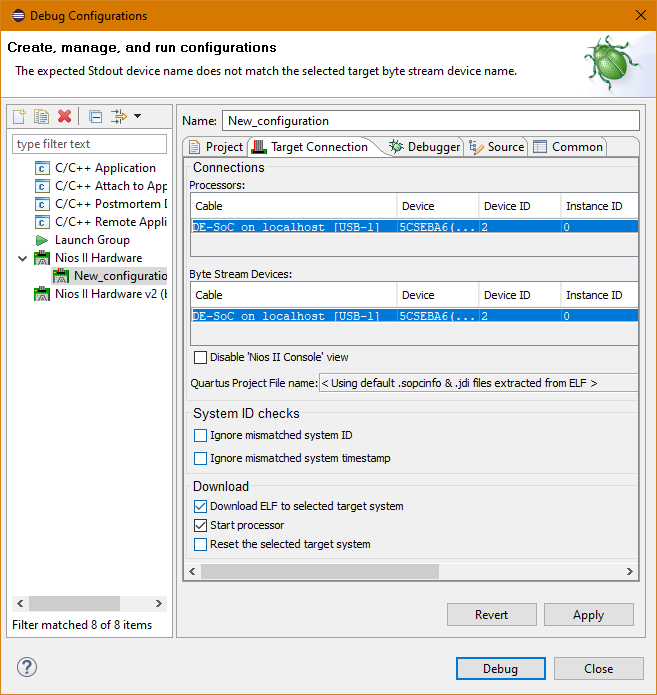 Debug Configurations
Create, manage, and run configurations
The expected Stdout device name does not match the selected target byte stream device name.
type filter text
C/C++ Application
C/C++ Attach to App
C/C++ Postmortem D
C/C++ Remote Appli
Launch Group
Nios II Hardware
New_configuratio
Nios II Hardware v2 (b
Filter matched 8 of 8 items
Name: New_configuration
Project Target Connection Debugger Source Common
Connections
Processors:
Cable Device Device ID Instance ID
DE-SoC on localhost [USB-1] 5CSEBA6(... 2 0
Byte Stream Devices:
Cable Device Device ID Instance ID
DE-SoC on localhost [USB-1] 5CSEBA6(... 2 0
Disable 'Nios II Console' view
Quartus Project File name: < Using default .sopcinfo & .jdi files extracted from ELF >
System ID checks
Ignore mismatched system ID
Ignore mismatched system timestamp
Download
Download ELF to selected target system
Start processor
Reset the selected target system
Revert Apply
? Debug Close